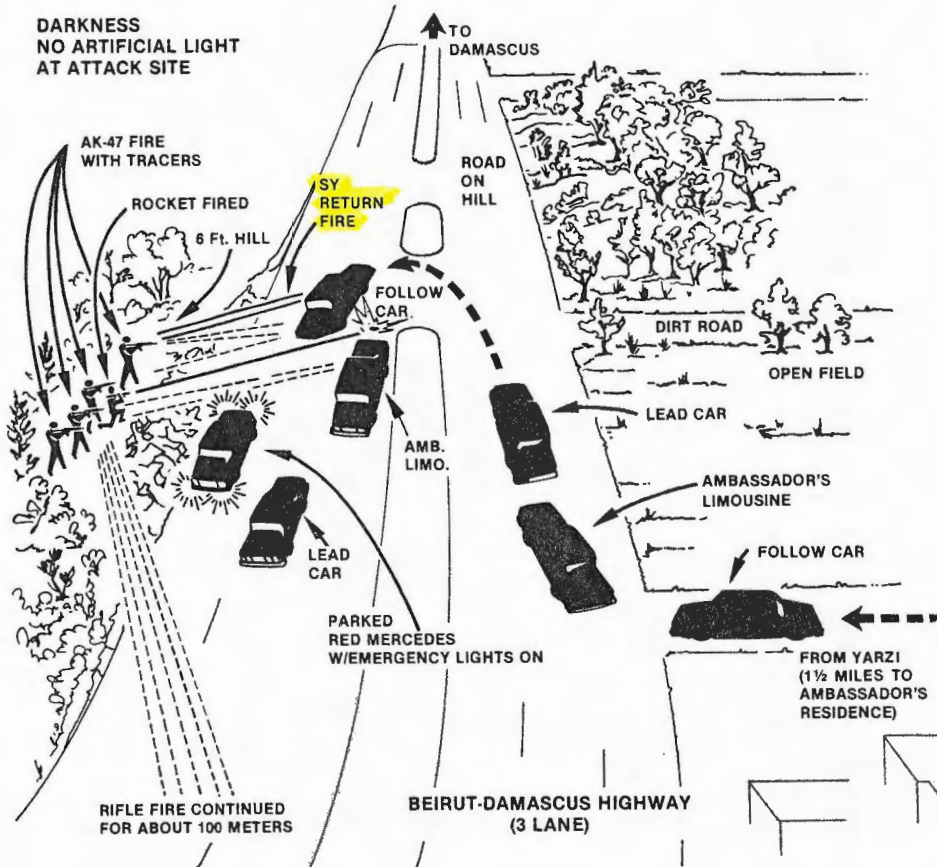 DARKNESS
NO ARTIFICIAL LIGHT
AT ATTACK SITE
TO
DAMASCUS
AK-47 FIRE
WITH TRACERS
ROCKET FIRED
6 Ft. HILL
SY
RETURN
FIRE
ROAD
ON
HILL
FOLLOW
CAR
DIRT ROAD
OPEN FIELD
LEAD CAR
AMB.
LIMO.
AMBASSADOR'S
LIMOUSINE
LEAD
CAR
FOLLOW CAR
PARKED
RED MERCEDES
W/EMERGENCY LIGHTS ON
FROM YARZI
(1½ MILES TO
AMBASSADOR'S
RESIDENCE)
RIFLE FIRE CONTINUED
FOR ABOUT 100 METERS
BEIRUT-DAMASCUS HIGHWAY
(3 LANE)